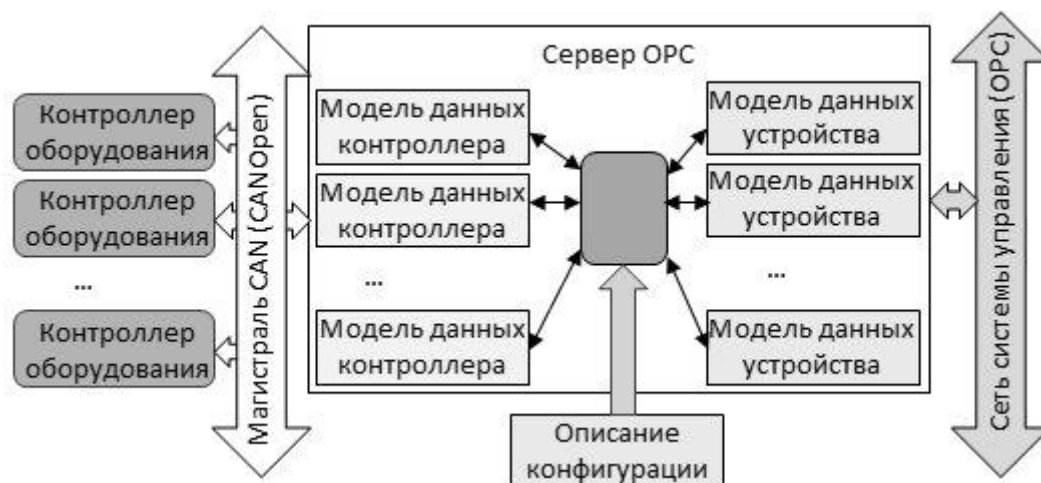 Сервер OPC
Контроллер
оборудования
Контроллер
оборудования
...
Контроллер
оборудования
Магистраль CAN (CANOpen)
Модель данных
контроллера
Модель данных
контроллера
...
Модель данных
контроллера
Модель данных
устройства
Модель данных
устройства
...
Модель данных
устройства
Описание
конфигурации
Сеть системы управления (OPC)